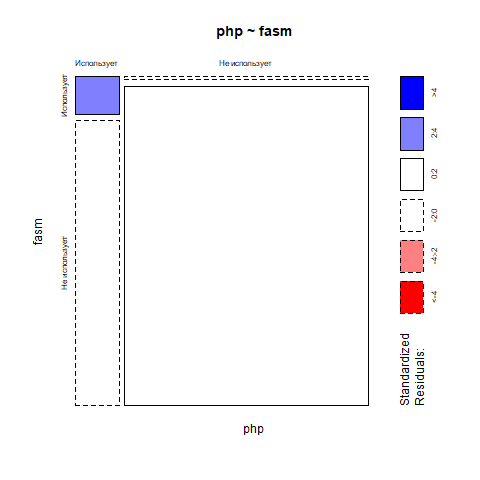 php ~ fasm
Использует
Не использует
Использует
Не использует
fasm
php
Standardized
Residuals:
<-4
-4:-2
-2:0
0:2
2:4
>4